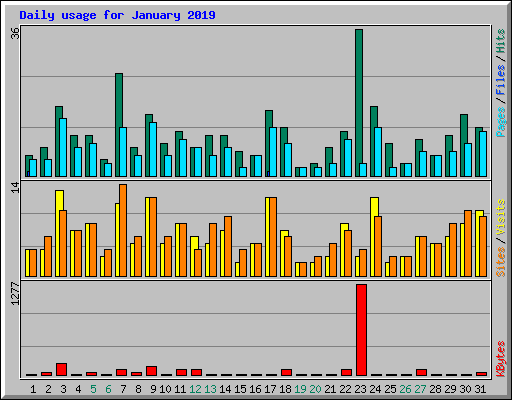 Daily usage for January 2019
36
14
1277
Pages / Files / Hits
Sites / Visits
KBytes
1 2 3 4 5 6 7 8 9 10 11 12 13 14 15 16 17 18 19 20 21 22 23 24 25 26 27 28 29 30 31